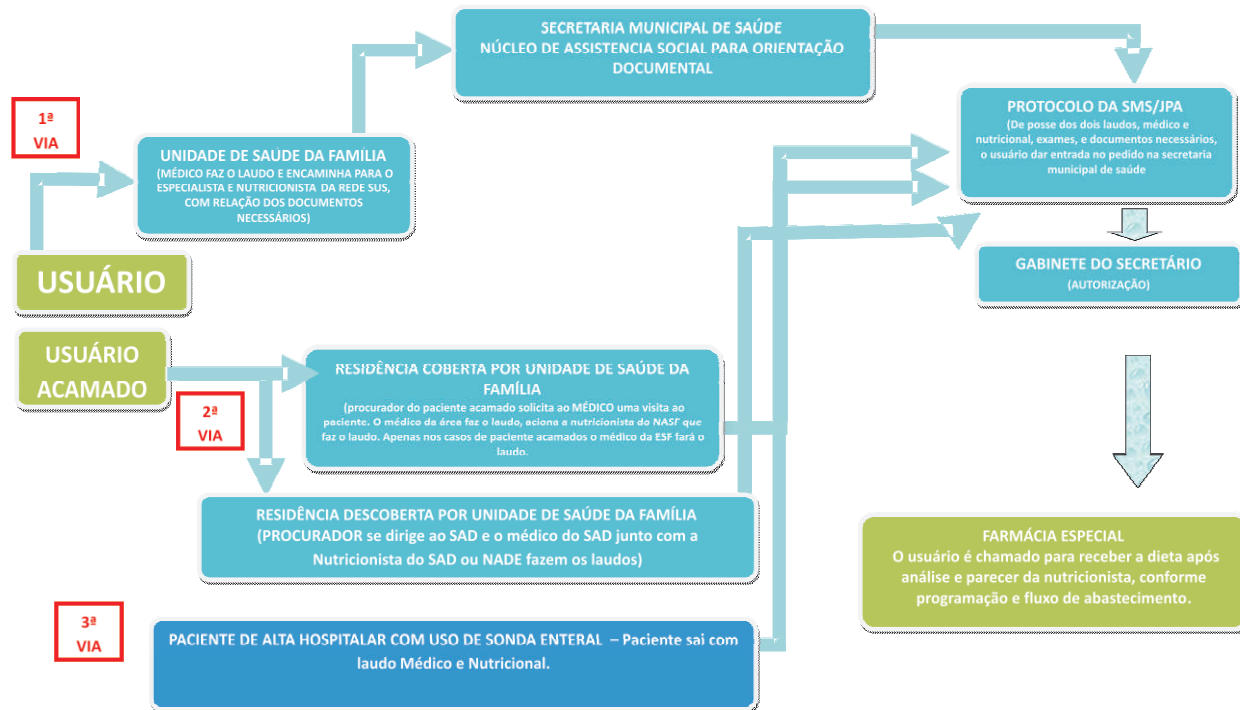 SECRETARIA MUNICIPAL DE SAÚDE
NÚCLEO DE ASSISTENCIA SOCIAL PARA ORIENTAÇÃO
DOCUMENTAL
1ª
VIA
UNIDADE DE SAÚDE DA FAMÍLIA
(MÉDICO FAZ O LAUDO E ENCAMINHA PARA O
ESPECIALISTA E NUTRICIONISTA DA REDE SUS,
COM RELAÇÃO DOS DOCUMENTOS
NECESSÁRIOS)
PROTOCOLO DA SMS/JPA
(De posse dos dois laudos, médico e
nutricional, exames, e documentos necessários,
o usuário dar entrada no pedido na secretaria
municipal de saúde
USUÁRIO
GABINETE DO SECRETÁRIO
(AUTORIZAÇÃO)
USUÁRIO
ACAMADO
2ª
VIA
RESIDÊNCIA COBERTA POR UNIDADE DE SAÚDE DA
FAMÍLIA
(procurador do paciente acamado solicita ao MÉDICO uma visita ao
paciente. O médico da área faz o laudo, aciona a nutricionista do NASF que
faz o laudo. Apenas nos casos de paciente acamados o médico da ESF fará o
laudo.
RESIDÊNCIA DESCOBERTA POR UNIDADE DE SAÚDE DA FAMÍLIA
(PROCURADOR se dirige ao SAD e o médico do SAD junto com a
Nutricionista do SAD ou NADE fazem os laudos)
FARMÁCIA ESPECIAL
O usuário é chamado para receber a dieta após
análise e parecer da nutricionista, conforme
programação e fluxo de abastecimento.
3ª
VIA
PACIENTE DE ALTA HOSPITALAR COM USO DE SONDA ENTERAL – Paciente sai com
laudo Médico e Nutricional.